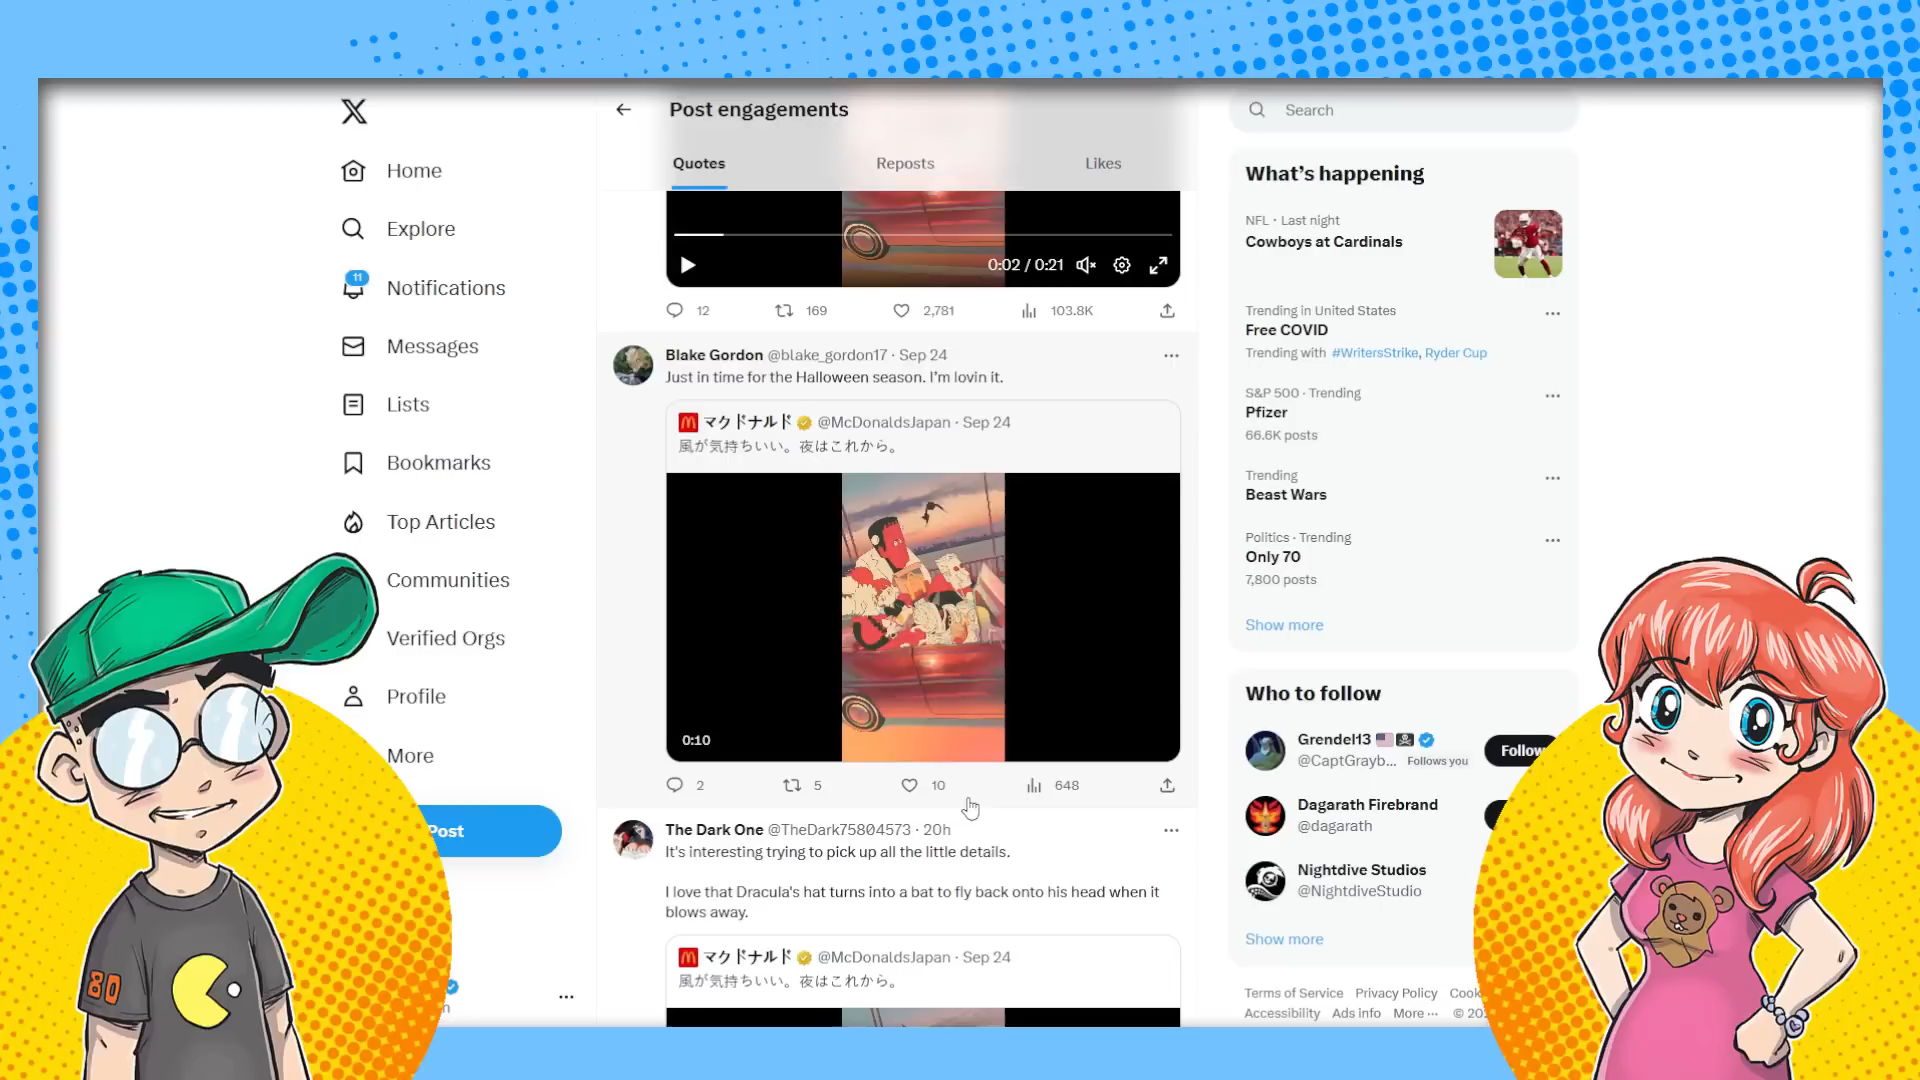 Home
Explore
11
Notifications
Messages
Lists
Bookmarks
Top Articles
Communities
Verified Orgs
Profile
More
Post
80
Post engagements
Quotes
Reposts
Likes
0:02 / 0:21
12
169
2,781
103.8K
Blake Gordon @blake_gordon17 · Sep 24
Just in time for the Halloween season. I'm lovin it.
マクドナルド @McDonaldsJapan · Sep 24
風が気持ちいい。夜はこれから。
0:10
2
5
10
648
The Dark One @TheDark75804573 · 20h
It's interesting trying to pick up all the little details.
I love that Dracula's hat turns into a bat to fly back onto his head when it
blows away.
マクドナルド @McDonaldsJapan · Sep 24
風が気持ちいい。夜はこれから。
Search
What's happening
NFL · Last night
Cowboys at Cardinals
Trending in United States
Free COVID
Trending with #WritersStrike, Ryder Cup
S&P 500 · Trending
Pfizer
66.6K posts
Trending
Beast Wars
Politics · Trending
Only 70
7,800 posts
Show more
Who to follow
Grendel13
@CaptGrayb... Follows you
Follow
Dagarath Firebrand
@dagarath
Nightdive Studios
@NightdiveStudio
Show more
Terms of Service Privacy Policy
Accessibility Ads info More ···